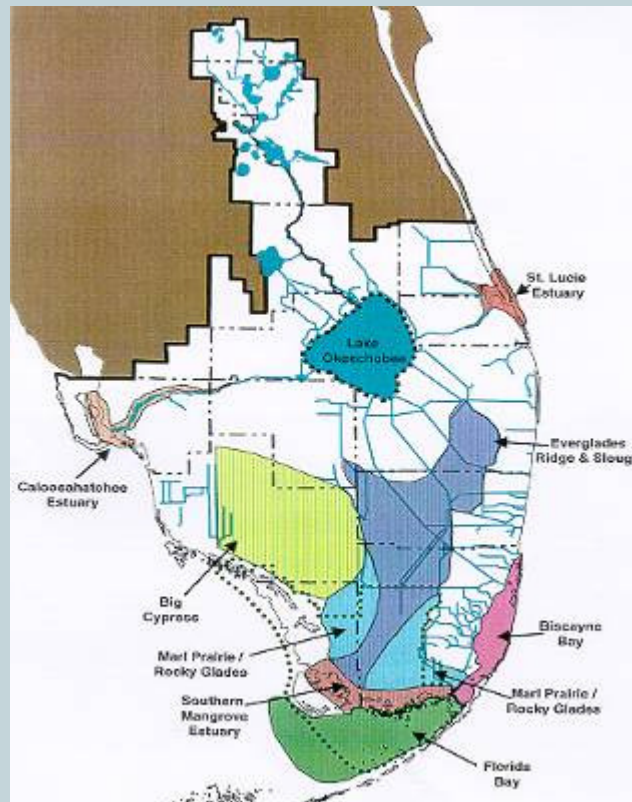 St. Lucie
Estuary
Lake
Okeechobee
Everglades
Ridge & Sloug
Caloosahatchee
Estuary
Big
Cypress
Biscayne
Bay
Marl Prairie /
Rocky Glades
Southern
Mangrove
Estuary
Marl Prairie /
Rocky Glades
Florida
Bay